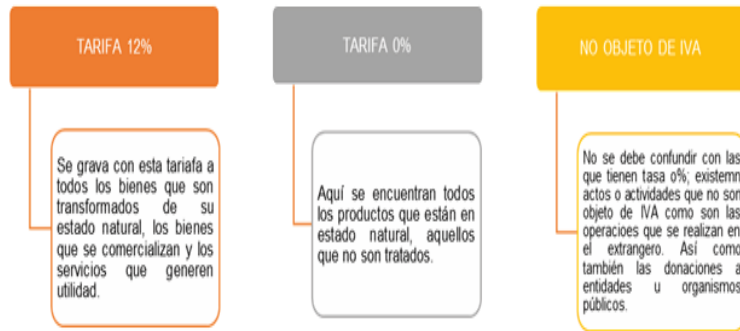 TARIFA 12%
Se grava con esta tariafa a
todos los bienes que son
transformados de su
estado natural, los bienes
que se comercializan y los
servicios que generen
utilidad.
TARIFA 0%
Aquí se encuentran todos
los productos que están en
estado natural, aquellos
que no son tratados.
NO OBJETO DE IVA
No se debe confundir con las
que tienen tasa o%; existemn
actos o actividades que no son
objeto de IVA como son las
operacioes que se realizan en
el extrangero. Así como
también las donaciones a
entidades u organismos
públicos.